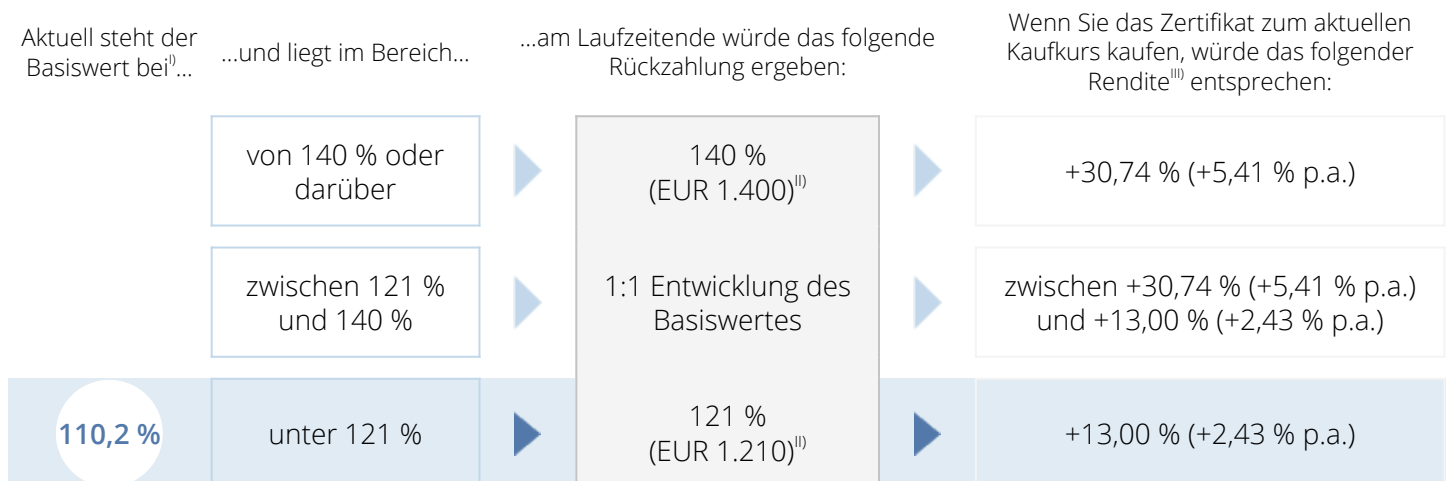 Aktuell steht der
Basiswert bei I)...
...und liegt im Bereich...
...am Laufzeitende würde das folgende
Rückzahlung ergeben:
Wenn Sie das Zertifikat zum aktuellen
Kaufkurs kaufen, würde das folgender
Rendite III) entsprechen:
von 140 % oder
darüber
140 %
(EUR 1.400) II)
+30,74 % (+5,41 % p.a.)
zwischen 121 %
und 140 %
1:1 Entwicklung des
Basiswertes
zwischen +30,74 % (+5,41 % p.a.)
und +13,00 % (+2,43 % p.a.)
110,2 %
unter 121 %
121 %
(EUR 1.210) II)
+13,00 % (+2,43 % p.a.)